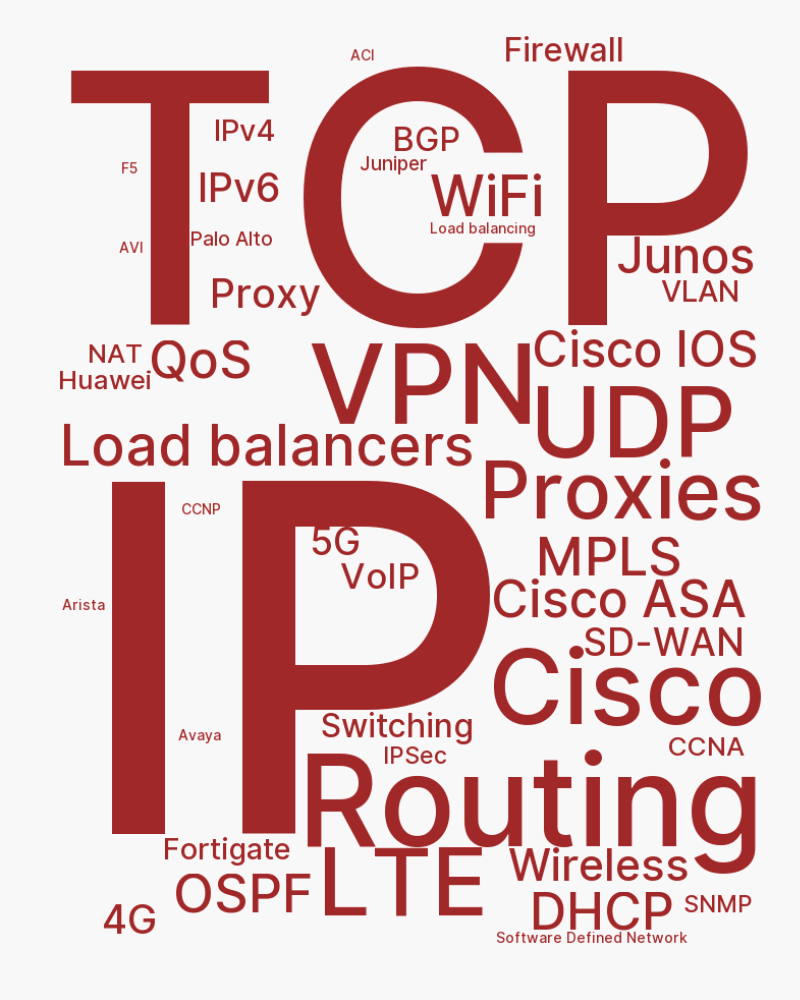 Firewall
ACI
TCP
IPv4
BGP
Juniper
F5
WiFi
IPv6
Load balancing
Palo Alto
AVI
Junos
VLAN
Proxy
NAT
QoS
Huawei
VPN
Cisco IOS
UDP
Load balancers
Proxies
IP
CCNP
5G
VoIP
MPLS
Arista
Cisco ASA
SD-WAN
Cisco
Switching
Avaya
IPSec
CCNA
Routing
Fortigate
LTE
Wireless
OSPF
4G
DHCP
SNMP
Software Defined Network